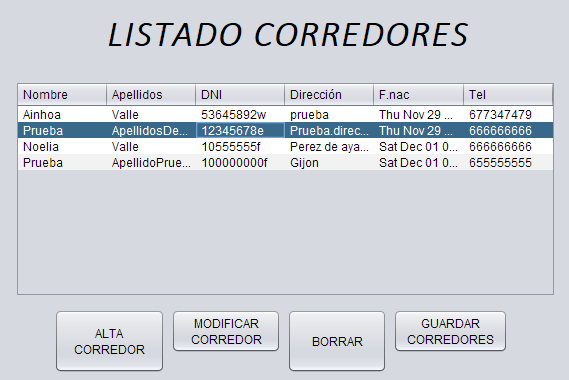 LISTADO CORREDORES
Nombre Apellidos DNI Dirección F.nac Tel
Ainhoa Valle 53645892w prueba Thu Nov 29 ... 677347479
Prueba ApellidosDe... 12345678e Prueba.direc... Thu Nov 29 ... 666666666
Noelia Valle 10555555f Perez de aya... Sat Dec 01 0... 666666666
Prueba ApellidoPrue... 100000000f Gijon Sat Dec 01 0... 655555555
ALTA
CORREDOR
MODIFICAR
CORREDOR
BORRAR
GUARDAR
CORREDORES